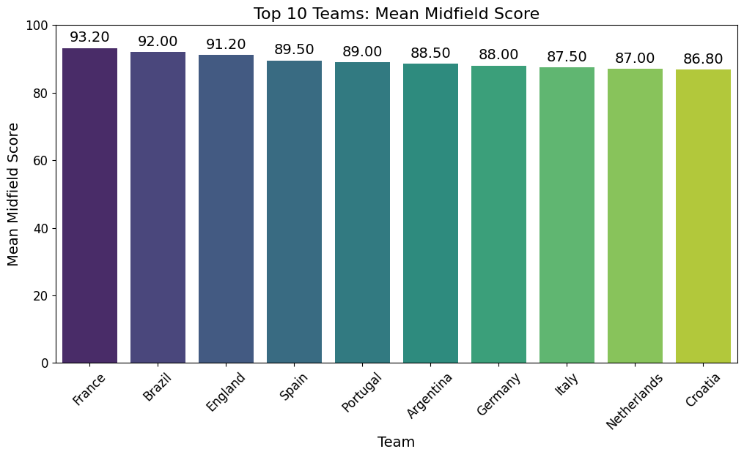 Top 10 Teams: Mean Midfield Score
Mean Midfield Score
100
80
60
40
20
0
93.20
92.00
91.20
89.50
89.00
88.50
88.00
87.50
87.00
86.80
France
Brazil
England
Spain
Portugal
Argentina
Germany
Italy
Netherlands
Croatia
Team